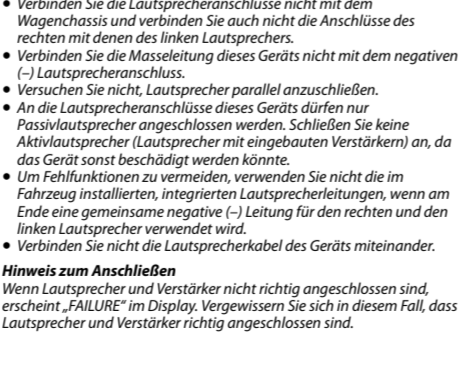 • Verbinden Sie die Lautsprecheranschlüsse nicht mit dem
Wagenchassis und verbinden Sie auch nicht die Anschlüsse des
rechten mit denen des linken Lautsprechers.
• Verbinden Sie die Masseleitung dieses Geräts nicht mit dem negativen
(–) Lautsprecheranschluss.
• Versuchen Sie nicht, Lautsprecher parallel anzuschließen.
• An die Lautsprecheranschlüsse dieses Geräts dürfen nur
Passivlautsprecher angeschlossen werden. Schließen Sie keine
Aktivlautsprecher (Lautsprecher mit eingebauten Verstärkern) an, da
das Gerät sonst beschädigt werden könnte.
• Um Fehlfunktionen zu vermeiden, verwenden Sie nicht die im
Fahrzeug installierten, integrierten Lautsprecherleitungen, wenn am
Ende eine gemeinsame negative (–) Leitung für den rechten und den
linken Lautsprecher verwendet wird.
• Verbinden Sie nicht die Lautsprecherkabel des Geräts miteinander.
Hinweis zum Anschließen
Wenn Lautsprecher und Verstärker nicht richtig angeschlossen sind,
erscheint „FAILURE“ im Display. Vergewissern Sie sich in diesem Fall, dass
Lautsprecher und Verstärker richtig angeschlossen sind.